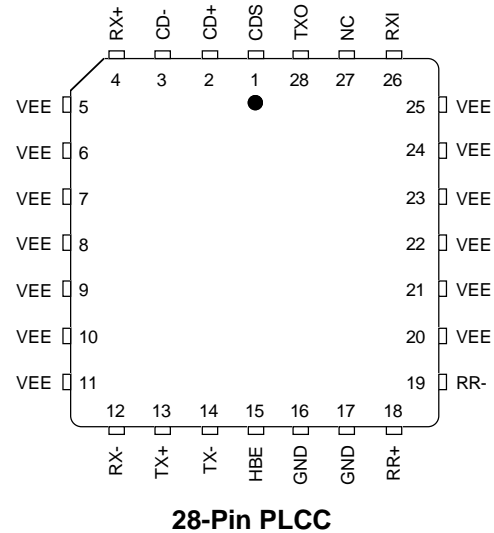 RX+ CD- CD+ CDS TXO NC RXI
4 3 2 1 28 27 26
VEE 5 25 VEE
VEE 6 24 VEE
VEE 7 23 VEE
VEE 8 22 VEE
VEE 9 21 VEE
VEE 10 20 VEE
VEE 11 19 RR-
12 13 14 15 16 17 18
RX- TX+ TX- HBE GND GND RR+
28-Pin PLCC